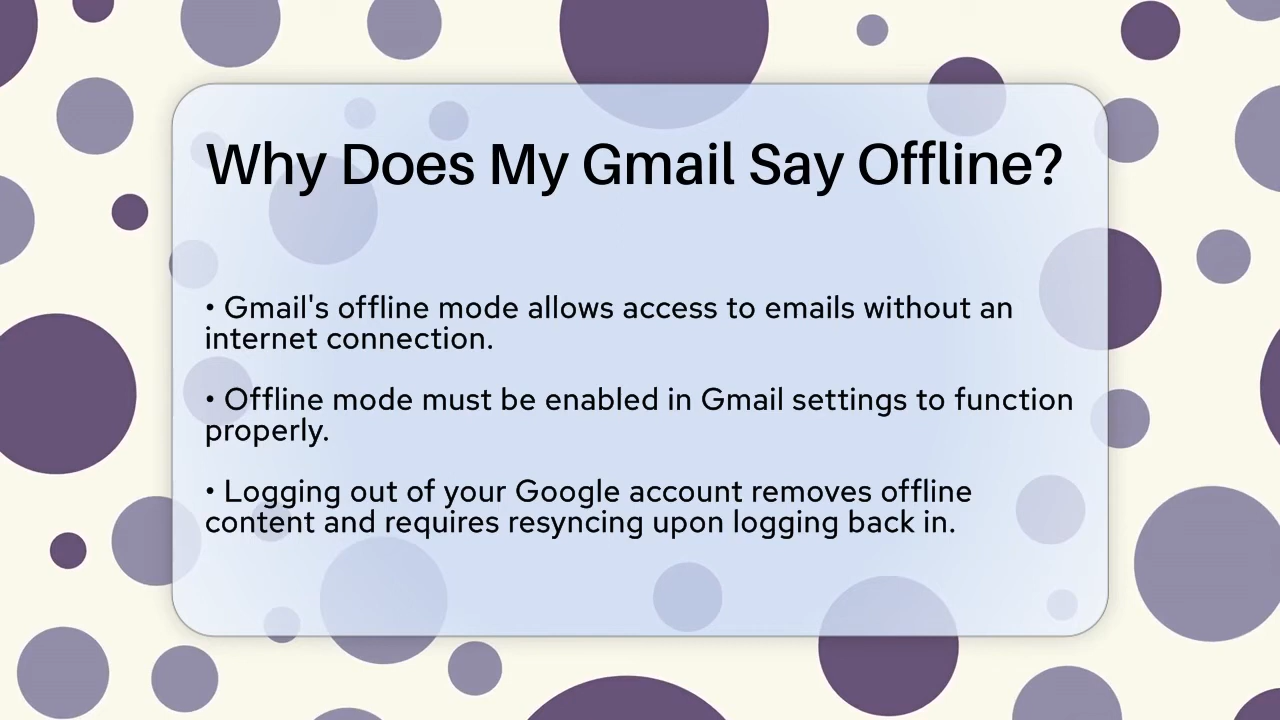 Why Does My Gmail Say Offline?
• Gmail's offline mode allows access to emails without an
internet connection.
• Offline mode must be enabled in Gmail settings to function
properly.
• Logging out of your Google account removes offline
content and requires resyncing upon logging back in.